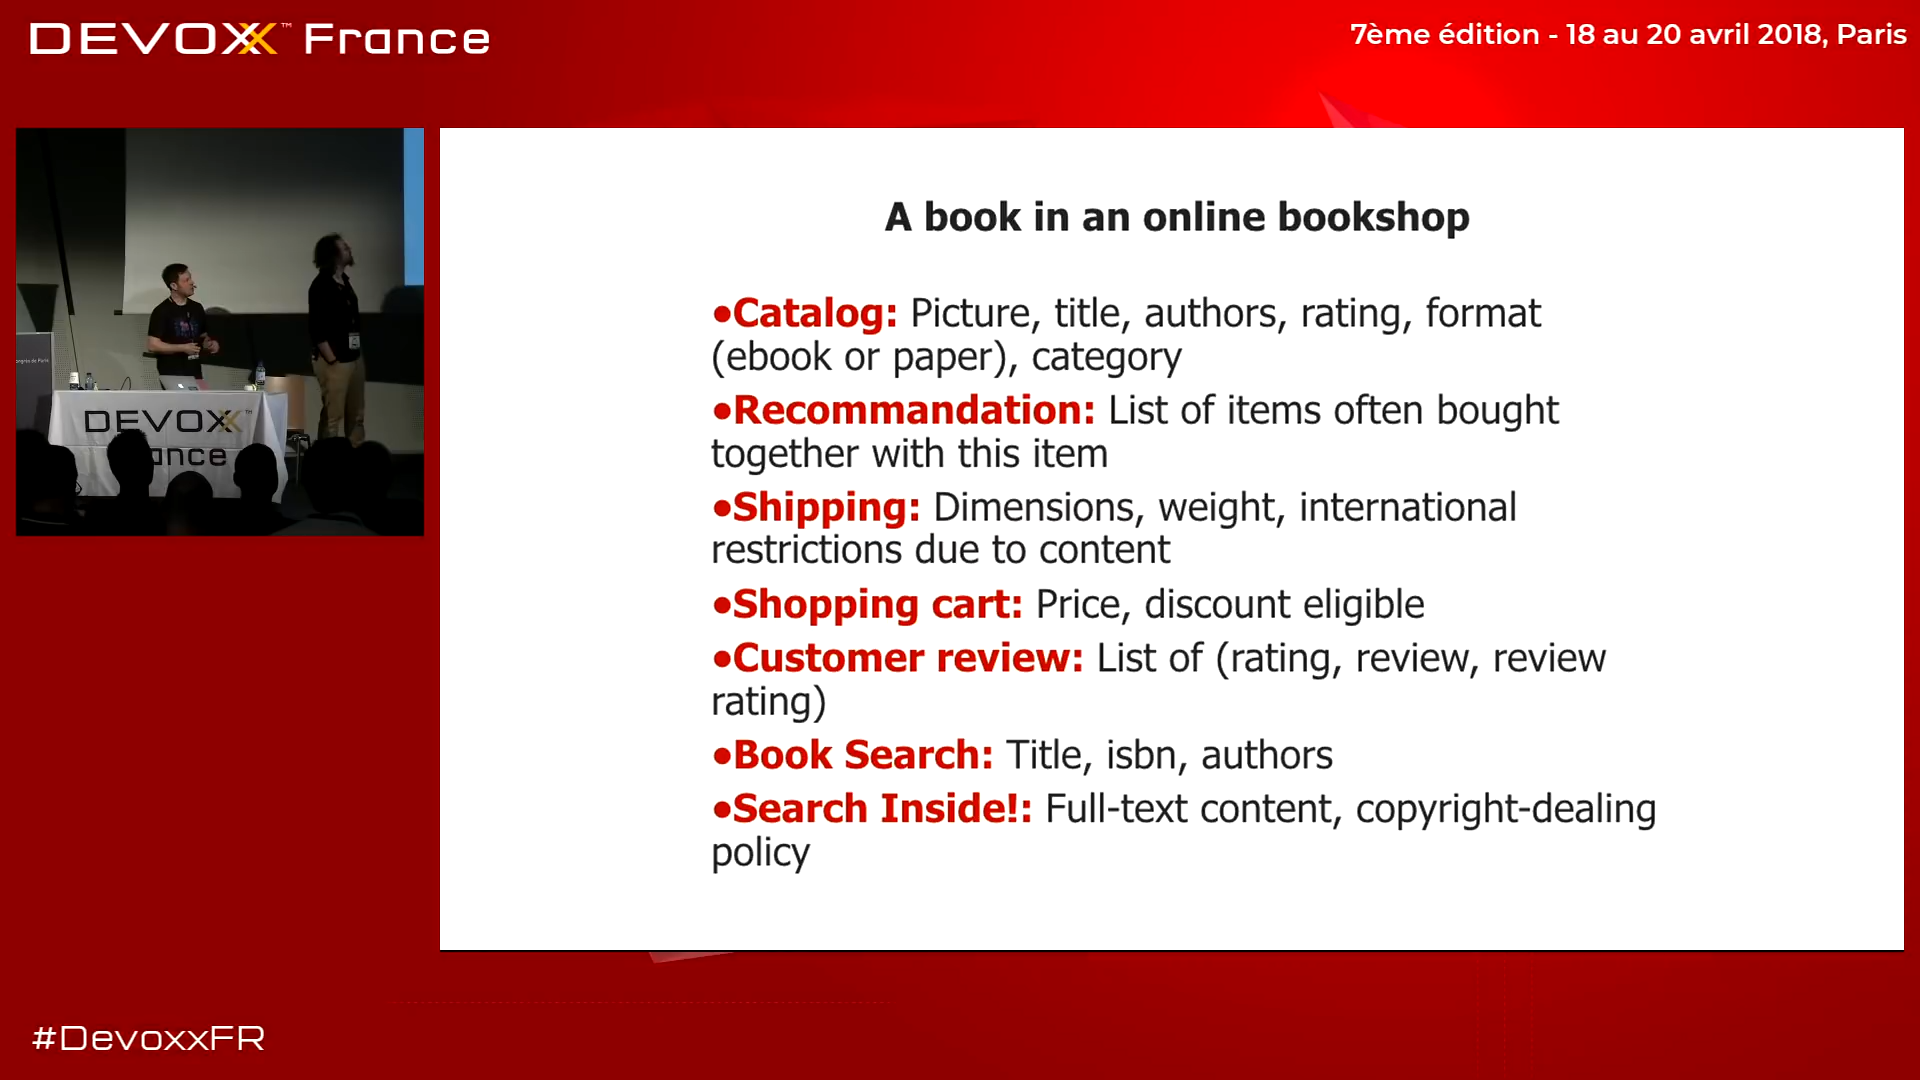 DEVOXX™ France
7ème édition - 18 au 20 avril 2018, Paris
A book in an online bookshop
•Catalog: Picture, title, authors, rating, format
(ebook or paper), category
•Recommandation: List of items often bought
together with this item
•Shipping: Dimensions, weight, international
restrictions due to content
•Shopping cart: Price, discount eligible
•Customer review: List of (rating, review, review
rating)
•Book Search: Title, isbn, authors
•Search Inside!: Full-text content, copyright-dealing
policy
DEVOXX™
ance
#DevoxxFR